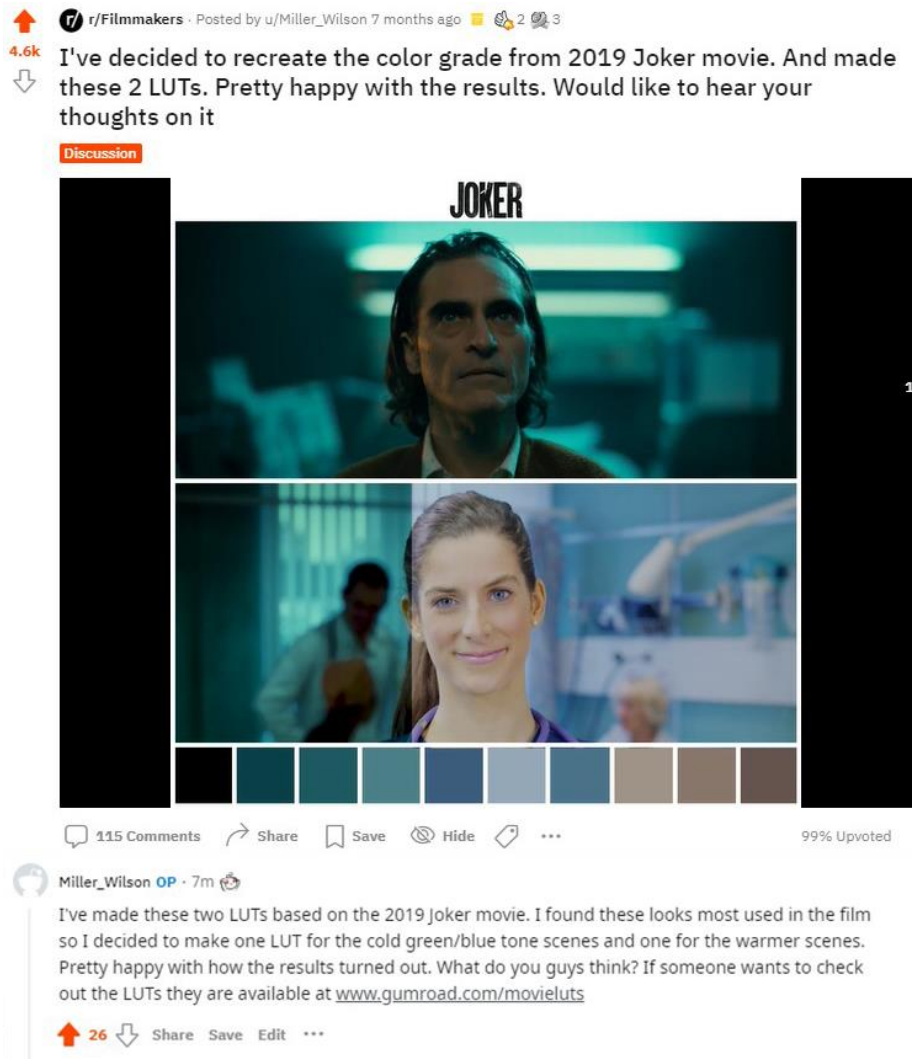 r/Filmmakers · Posted by u/Miller_Wilson 7 months ago 2 3
4.6k
I've decided to recreate the color grade from 2019 Joker movie. And made
these 2 LUTs. Pretty happy with the results. Would like to hear your
thoughts on it
Discussion
JOKER
1
115 Comments Share Save Hide ··· 99% Upvoted
Miller_Wilson OP · 7m
I've made these two LUTs based on the 2019 Joker movie. I found these looks most used in the film
so I decided to make one LUT for the cold green/blue tone scenes and one for the warmer scenes.
Pretty happy with how the results turned out. What do you guys think? If someone wants to check
out the LUTs they are available at www.gumroad.com/movieluts
26 Share Save Edit ···